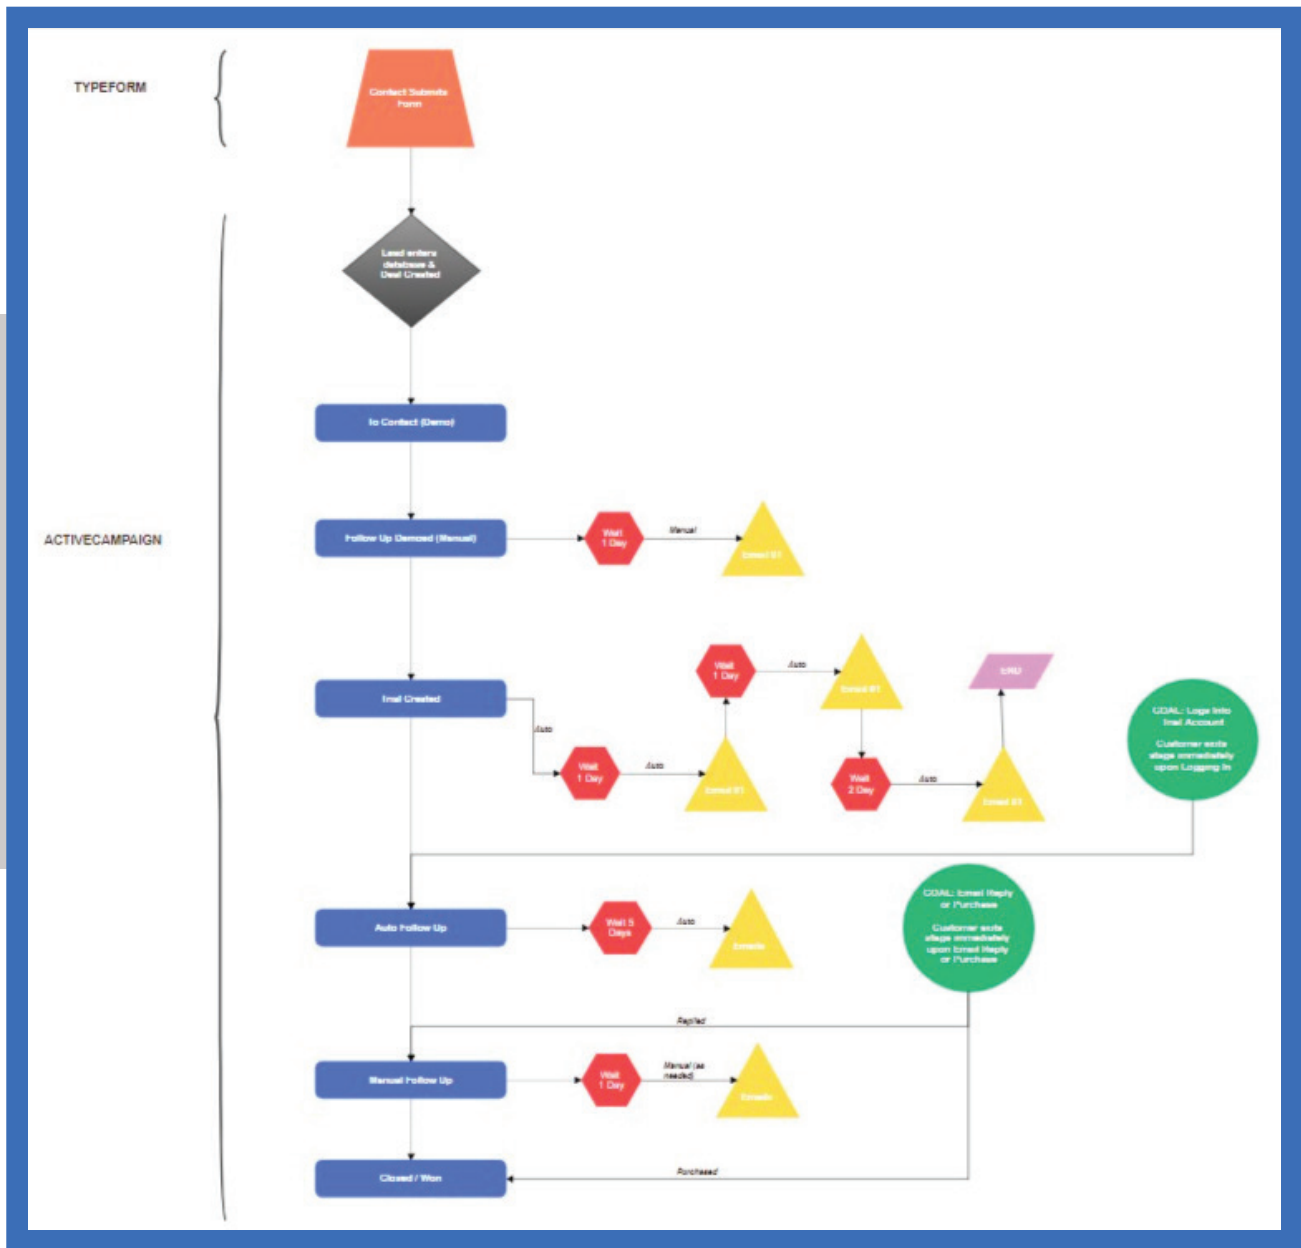 TYPEFORM
Contact Submits
Form
Lead enters
database &
Deal Created
To Contact (Demo)
ACTIVECAMPAIGN
Follow Up Demoed (Manual)
Wait
1 Day
Manual
Email #1
Trial Created
Auto
Wait
1 Day
Auto
Wait
1 Day
Auto
Wait
2 Day
Auto
GOAL: Logs Into
Trial Account
Customer exits
stage immediately
upon Logging In
Auto Follow Up
Wait 5
Days
Auto
Emails
GOAL: Email Reply
or Purchase
Customer exits
stage immediately
upon Email Reply
or Purchase
Replied
Manual Follow Up
Wait
1 Day
Manual (as
needed)
Emails
Closed / Won
Purchased